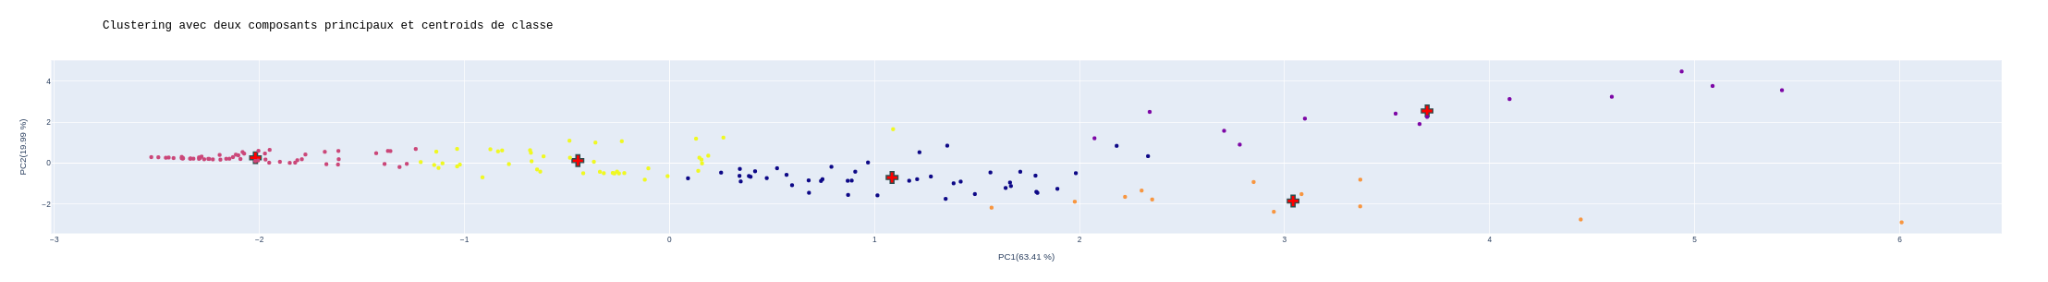 Clustering avec deux composants principaux et centroids de classe
4
2
0
−2
PC2(19.99 %)
−3 −2 −1 0 1 2 3 4 5 6
PC1(63.41 %)